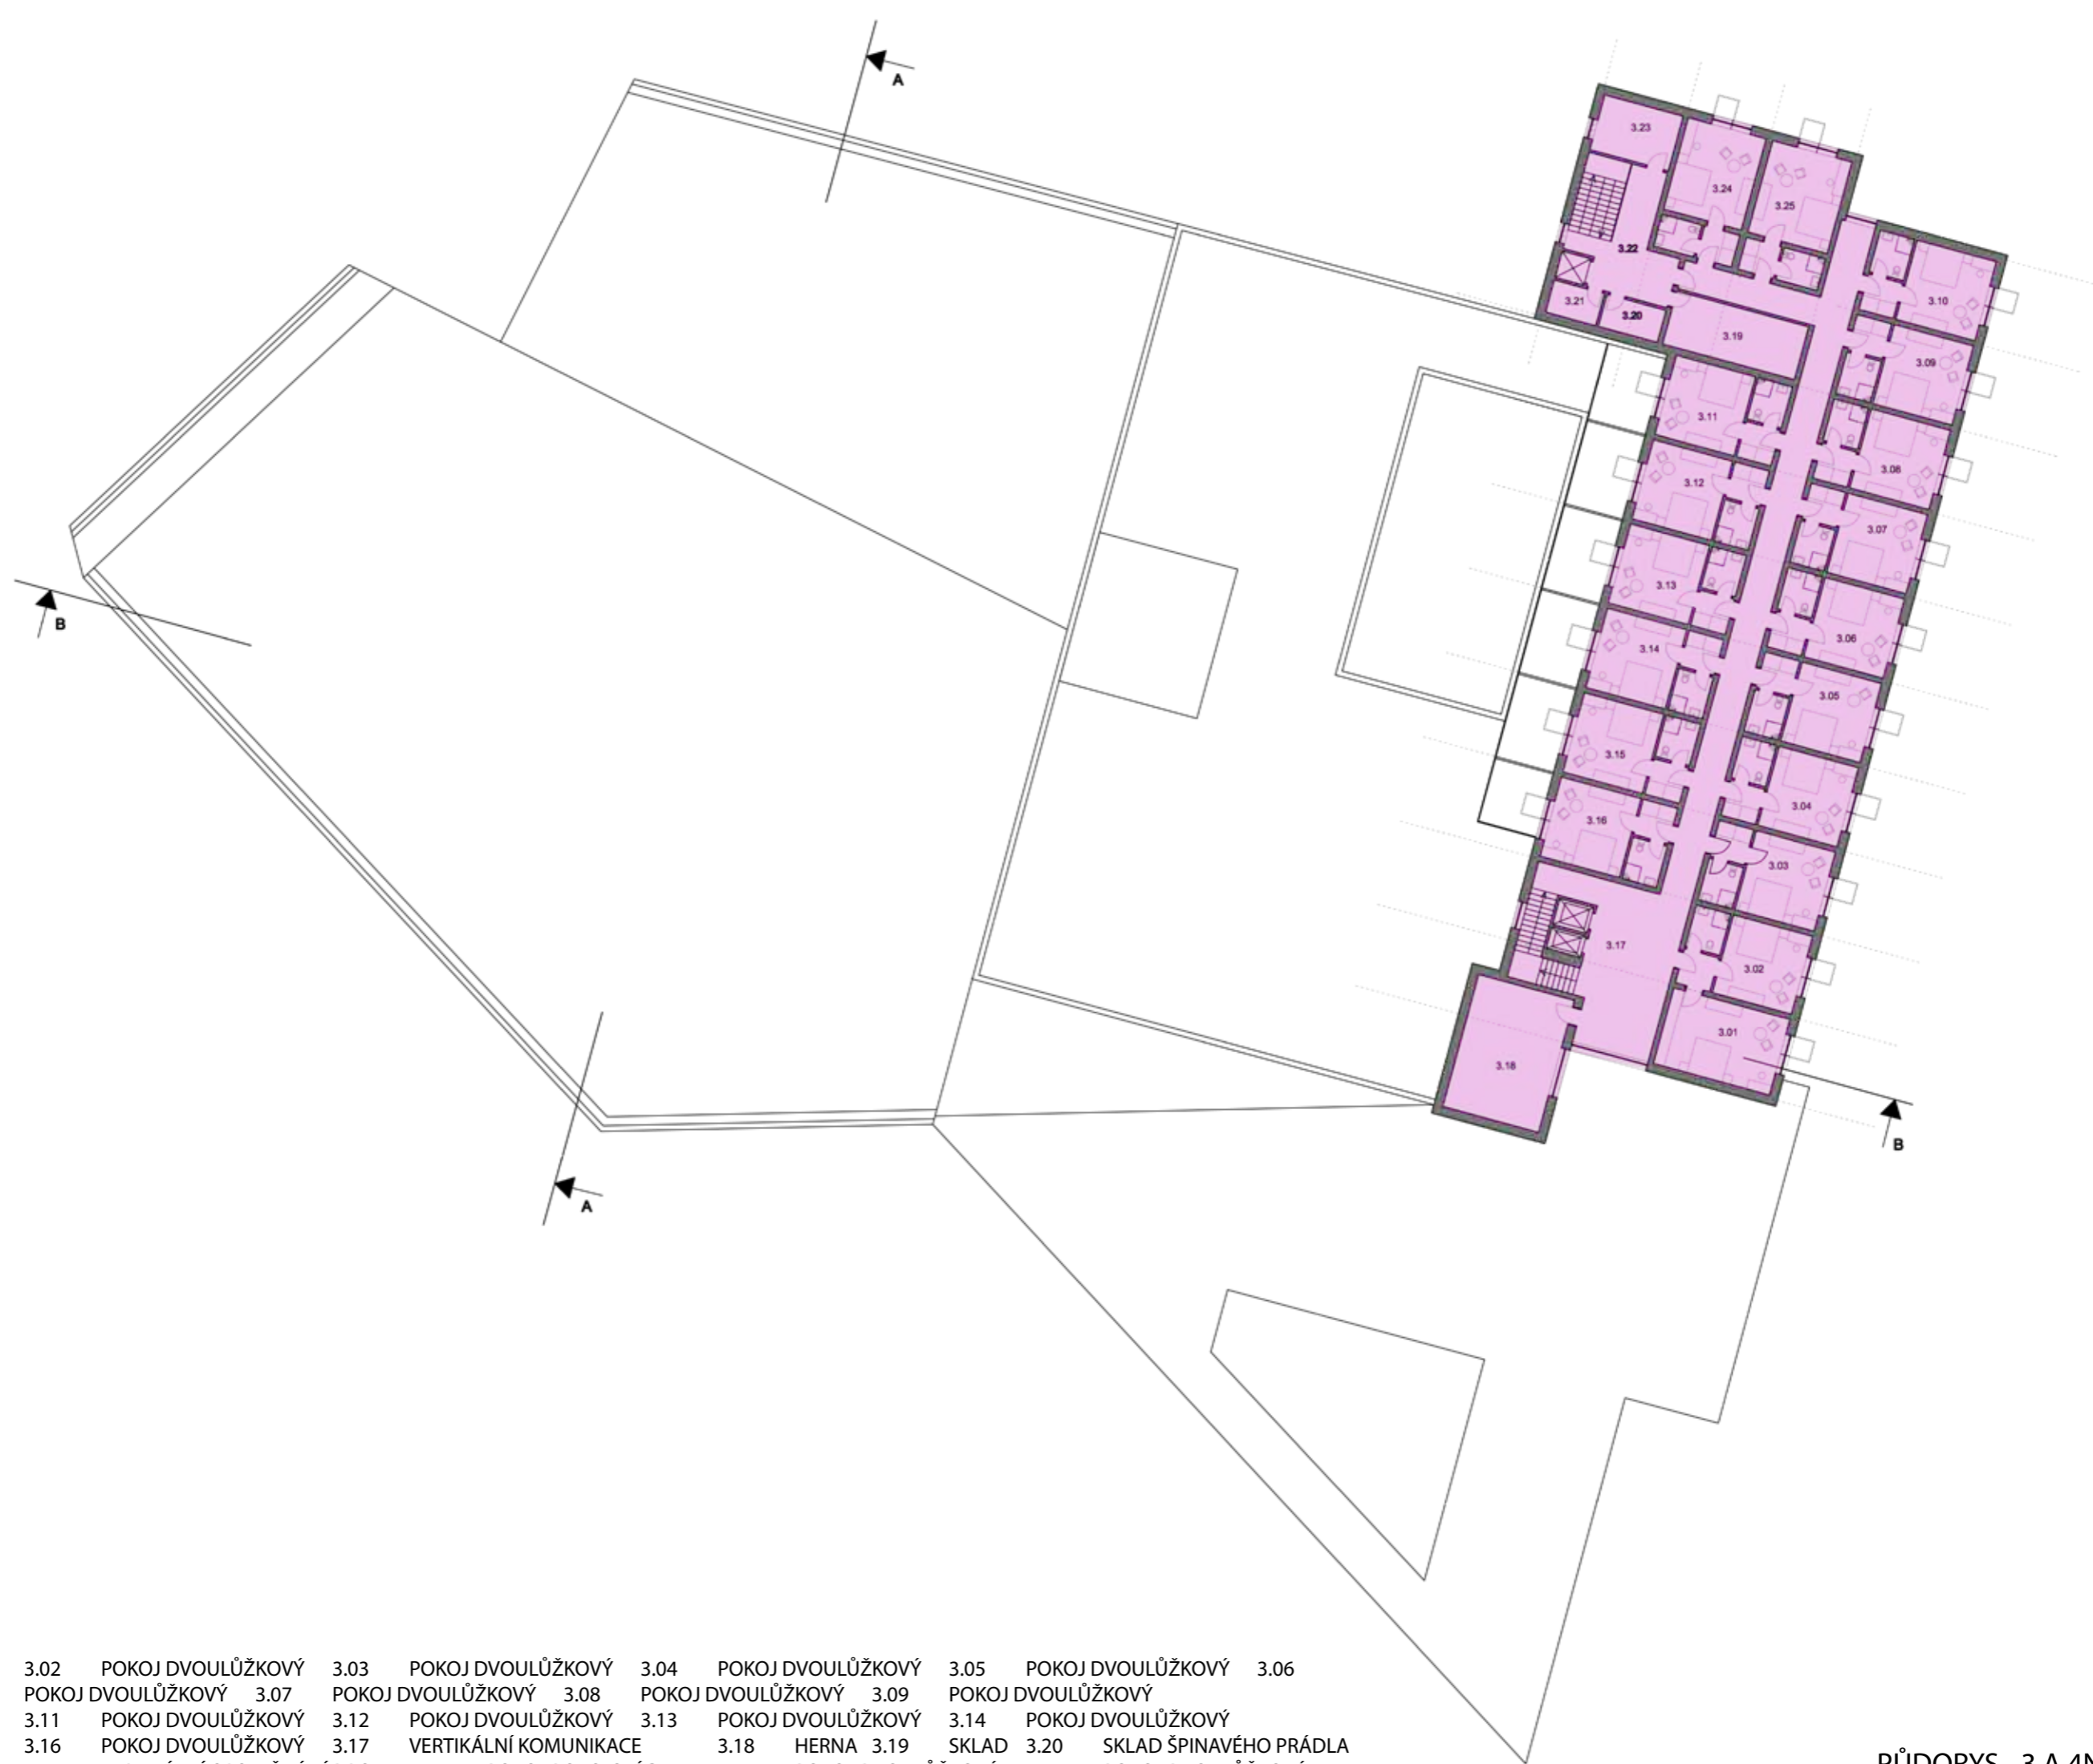 A
3.23
3.24
3.25
3.22
3.10
3.21
3.20
3.19
3.09
3.11
3.08
3.12
3.07
3.13
B
3.06
3.14
3.05
3.15
3.04
3.16
3.03
3.17
3.02
3.01
3.18
B
A
3.02 POKOJ DVOULŮŽKOVÝ 3.03 POKOJ DVOULŮŽKOVÝ 3.04 POKOJ DVOULŮŽKOVÝ 3.05 POKOJ DVOULŮŽKOVÝ 3.06
POKOJ DVOULŮŽKOVÝ 3.07 POKOJ DVOULŮŽKOVÝ 3.08 POKOJ DVOULŮŽKOVÝ 3.09 POKOJ DVOULŮŽKOVÝ
3.11 POKOJ DVOULŮŽKOVÝ 3.12 POKOJ DVOULŮŽKOVÝ 3.13 POKOJ DVOULŮŽKOVÝ 3.14 POKOJ DVOULŮŽKOVÝ
3.16 POKOJ DVOULŮŽKOVÝ 3.17 VERTIKÁLNÍ KOMUNIKACE 3.18 HERNA 3.19 SKLAD 3.20 SKLAD ŠPINAVÉHO PRÁDLA
PŮDORYS 3 A 4N